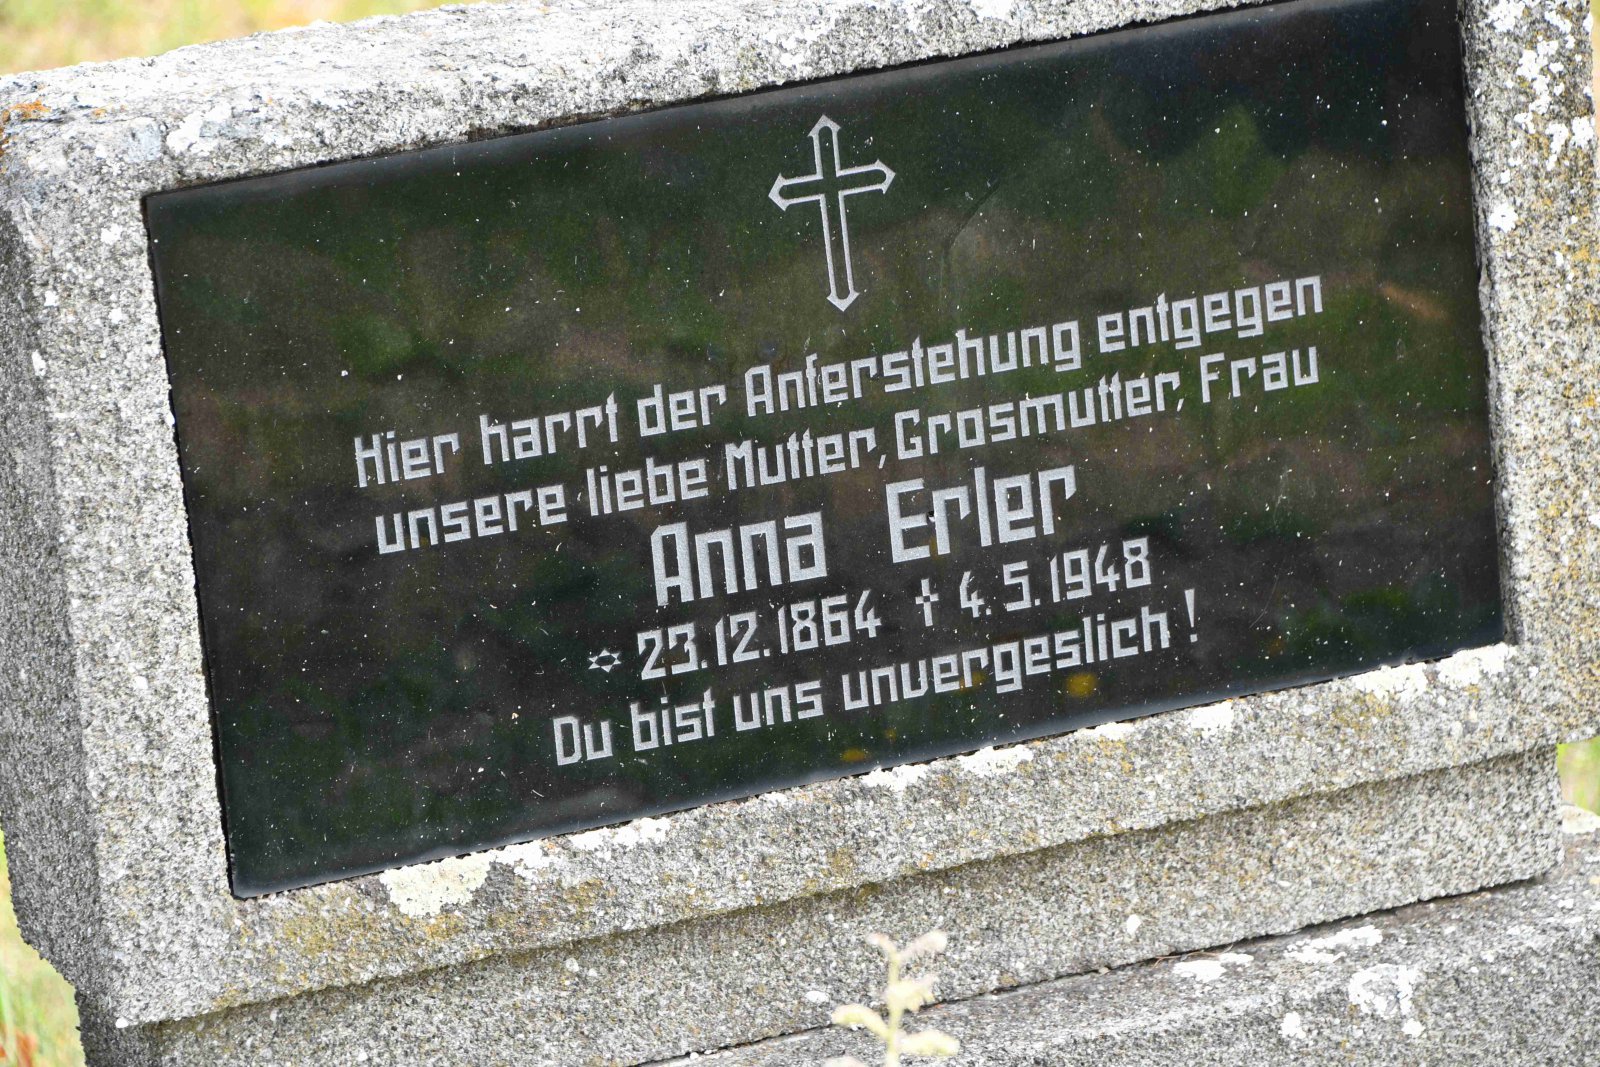 Hier harrt der Anferstehung entgegen
unsere liebe Mutter, Grosmutter, Frau
Anna Erler
✡ 23.12.1864 † 4.5.1948
Du bist uns unvergeslich!